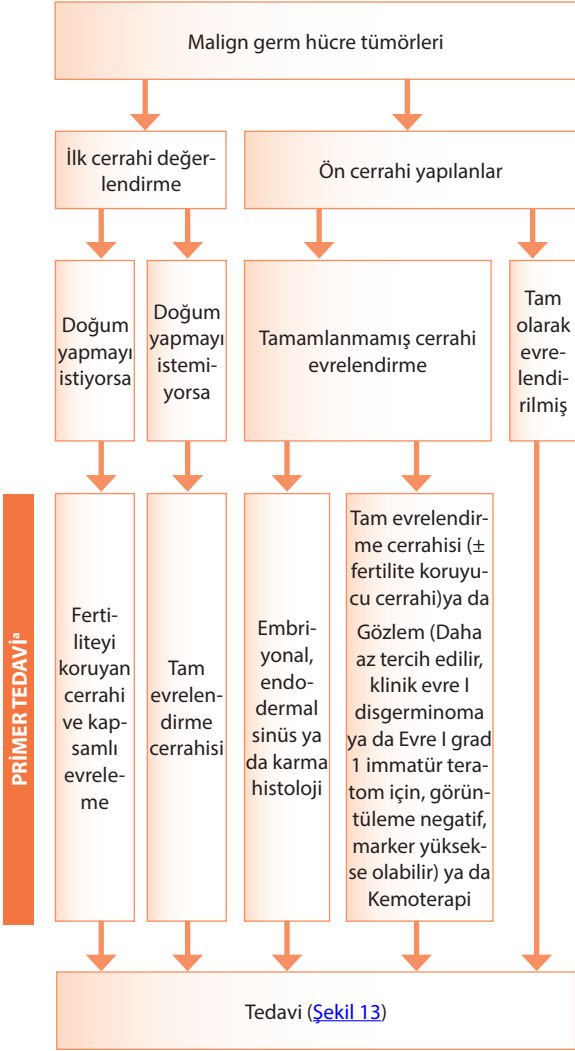 Malign germ hücre tümörleri
İlk cerrahi değer-
lendirme
Ön cerrahi yapılanlar
Doğum
yapmayı
istiyorsa
Doğum
yapmayı
istemi-
yorsa
Tamamlanmamış cerrahi
evrelendirme
Tam
olarak
evre-
lendi-
rilmiş
PRİMER TEDAVİª
Ferti-
liteyi
koruyan
cerrahi
ve kap-
samlı
evrele-
me
Tam
evrelen-
dirme
cerrahisi
Embri-
yonal,
endo-
dermal
sinüs ya
da karma
histoloji
Tam evrelendir-
me cerrahisi (±
fertilite koruyu-
cu cerrahi)ya da
Gözlem (Daha
az tercih edilir,
klinik evre I
disgerminoma
ya da Evre I grad
1 immatür tera-
tom için, görün-
tüleme negatif,
marker yüksek-
se olabilir) ya da
Kemoterapi
Tedavi (Şekil 13)